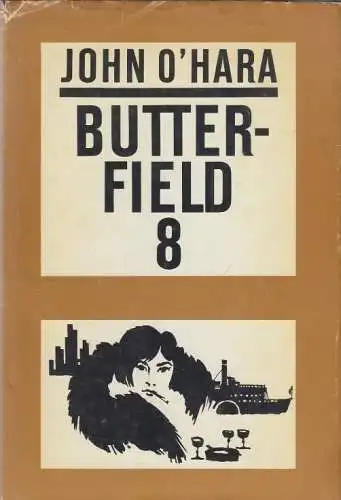 JOHN O'HARA
BUTTER-
FIELD
8